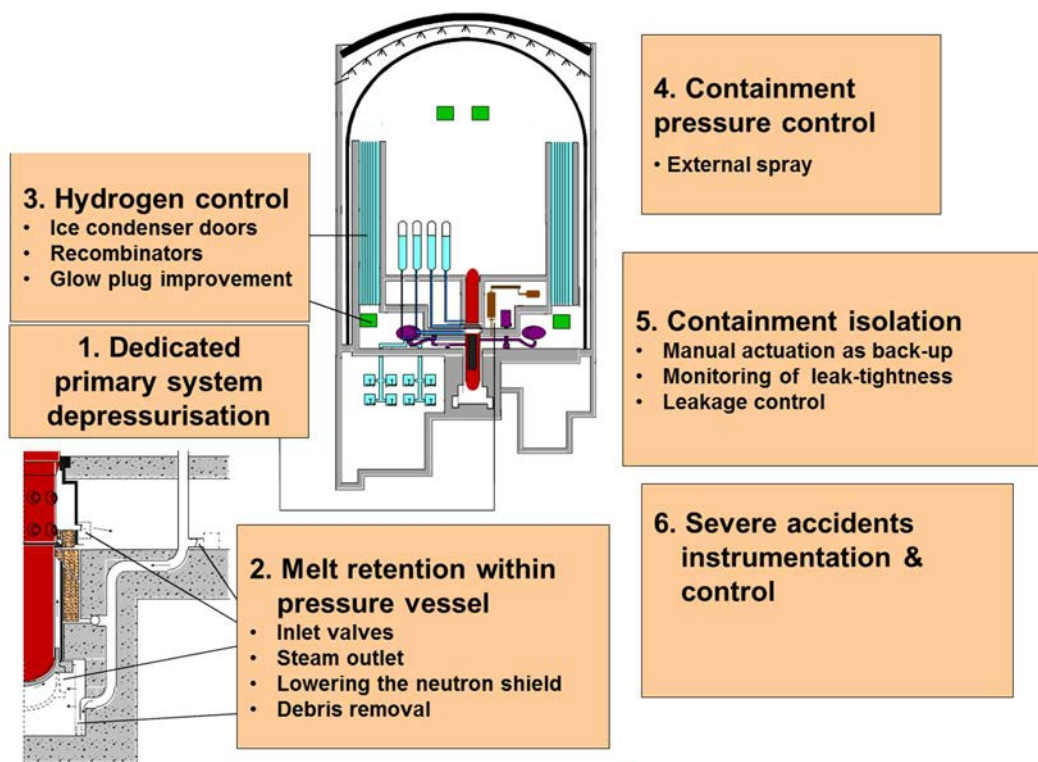 4. Containment
pressure control
• External spray
3. Hydrogen control
• Ice condenser doors
• Recombinators
• Glow plug improvement
1. Dedicated
primary system
depressurisation
5. Containment isolation
• Manual actuation as back-up
• Monitoring of leak-tightness
• Leakage control
2. Melt retention within
pressure vessel
• Inlet valves
• Steam outlet
• Lowering the neutron shield
• Debris removal
6. Severe accidents
instrumentation &
control